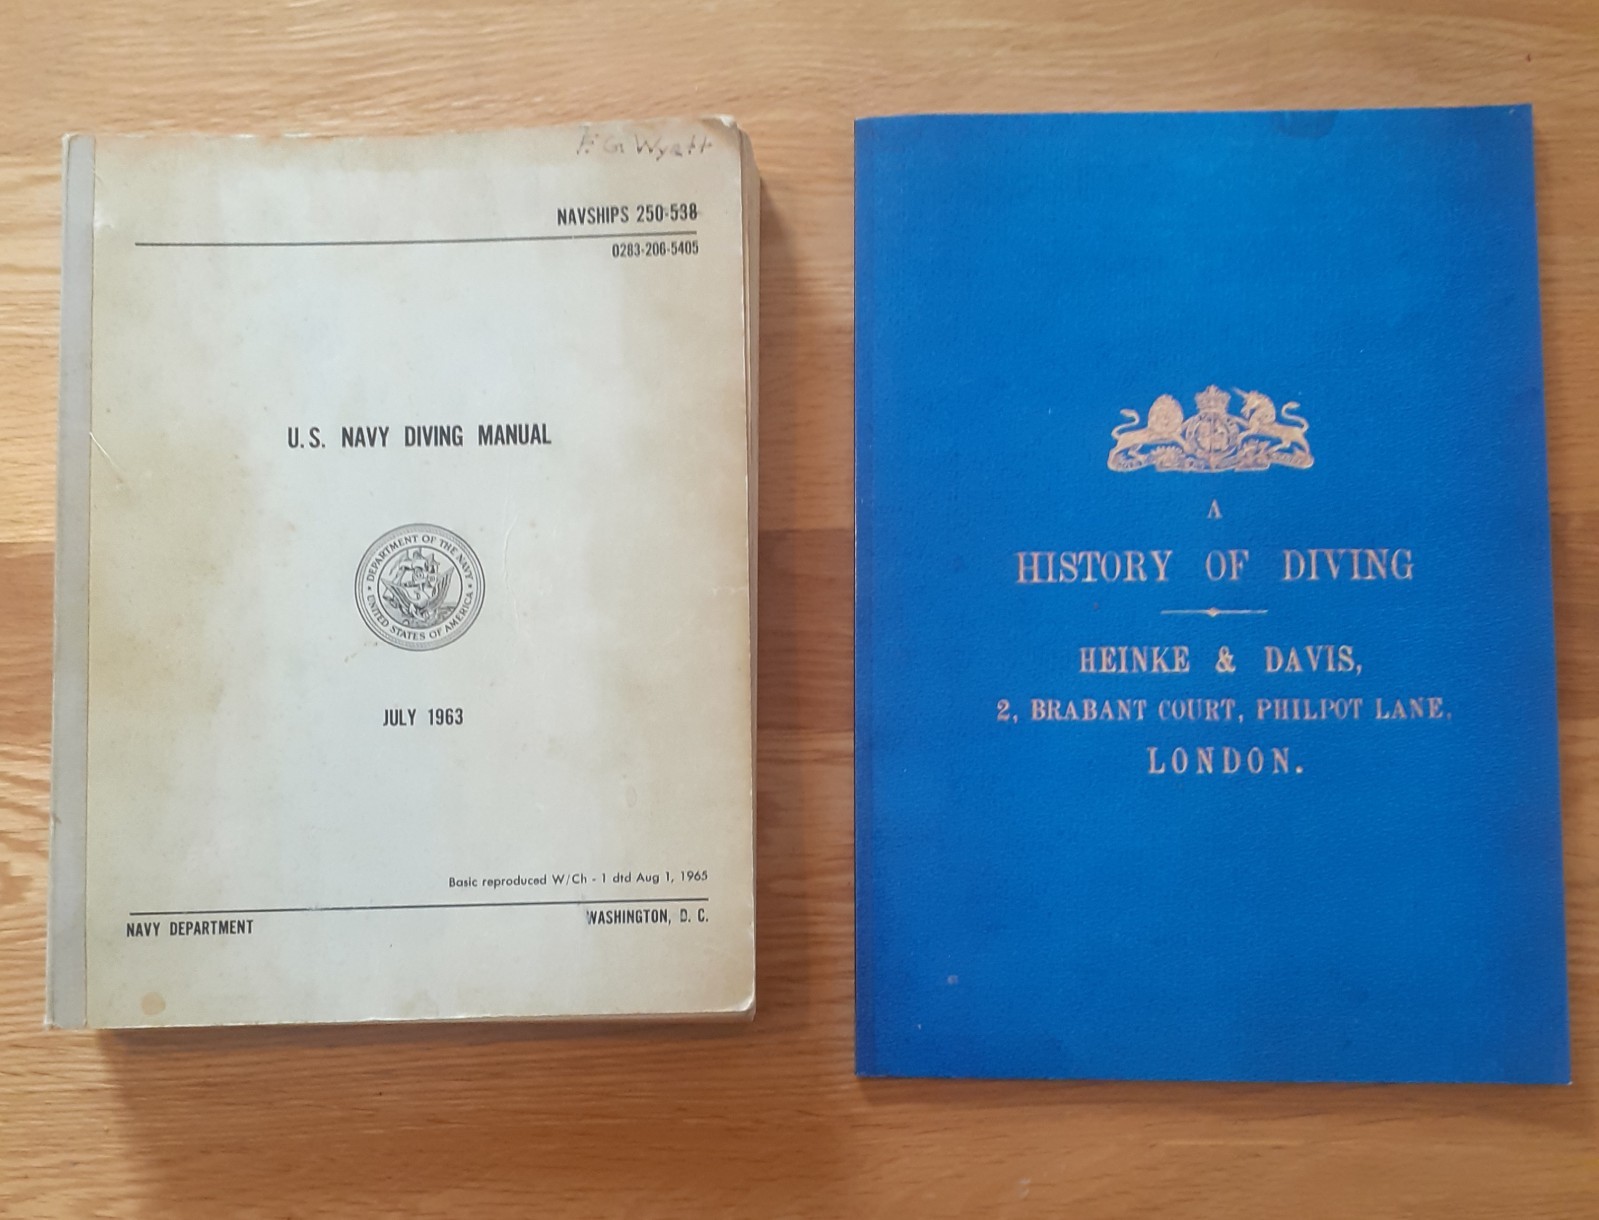 F. G. Wyatt
NAVSHIPS 250-538
0283-206-5405
U.S. NAVY DIVING MANUAL
DEPARTMENT OF THE NAVY
UNITED STATES OF AMERICA
JULY 1963
Basic reproduced W/Ch - 1 dtd Aug 1, 1965
NAVY DEPARTMENT
WASHINGTON, D. C.
A
HISTORY OF DIVING
HEINKE & DAVIS,
2, BRABANT COURT, PHILPOT LANE.
LONDON.